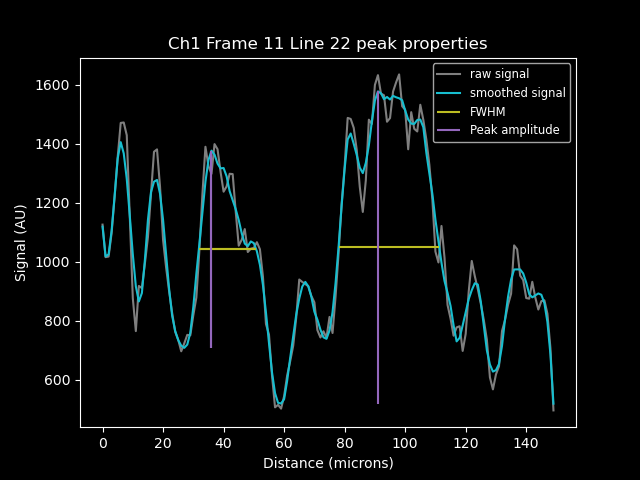 Ch1 Frame 11 Line 22 peak properties
raw signal
smoothed signal
FWHM
Peak amplitude
Signal (AU)
1600
1400
1200
1000
800
600
0 20 40 60 80 100 120 140
Distance (microns)